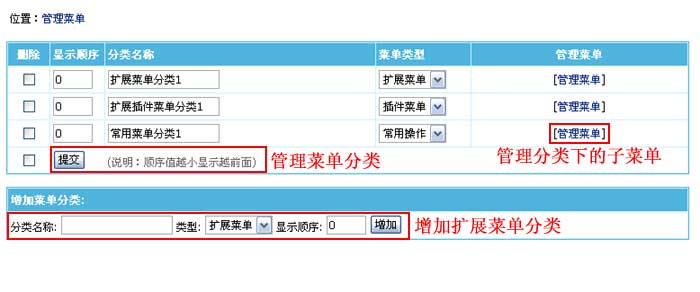 位置：管理菜单
删除 显示顺序 分类名称 菜单类型 管理菜单
0 扩展菜单分类1 扩展菜单 [管理菜单]
0 扩展插件菜单分类1 插件菜单 [管理菜单]
0 常用菜单分类1 常用操作 [管理菜单]
提交 (说明：顺序值越小显示越前面) 管理菜单分类 管理分类下的子菜单
增加菜单分类:
分类名称: 类型: 扩展菜单 显示顺序: 0 增加 增加扩展菜单分类